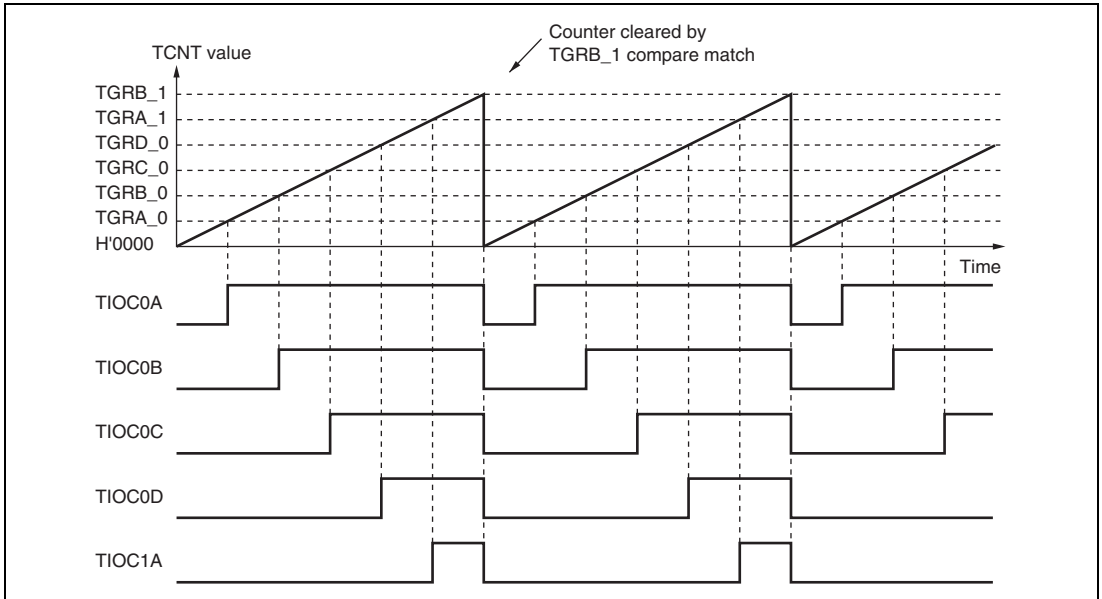 Counter cleared by
TGRB_1 compare match
TCNT value
TGRB_1
TGRA_1
TGRD_0
TGRC_0
TGRB_0
TGRA_0
H'0000
Time
TIOC0A
TIOC0B
TIOC0C
TIOC0D
TIOC1A